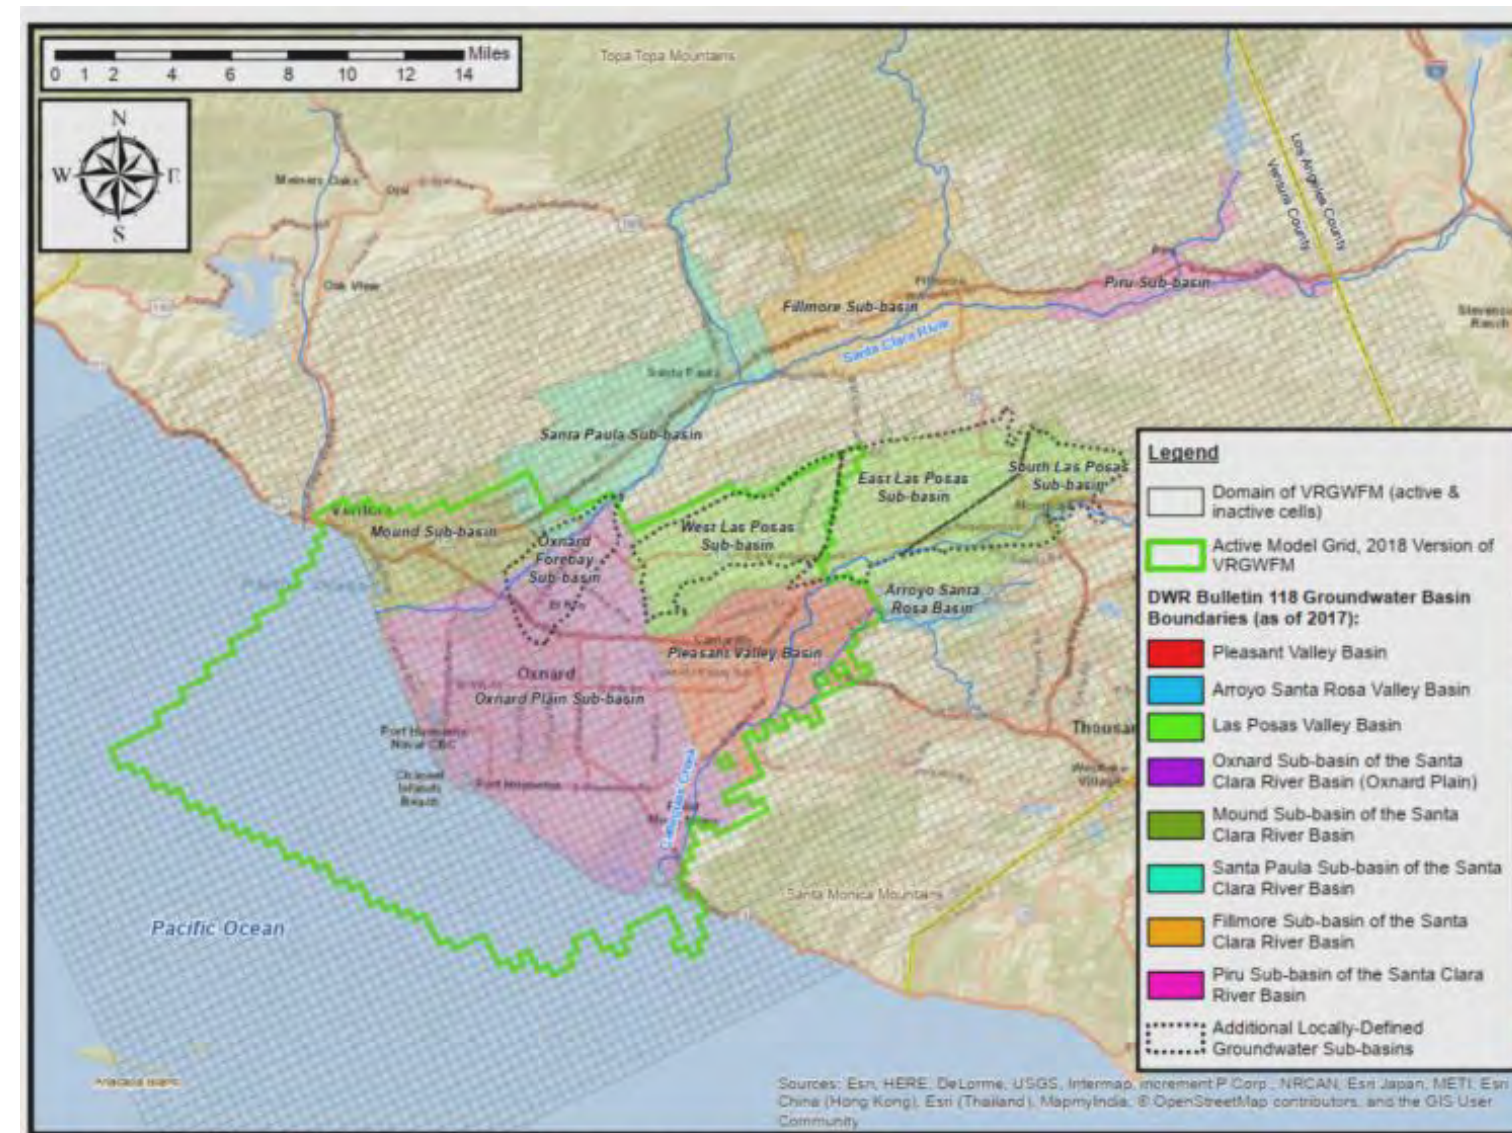 Miles
0 1 2 4 6 8 10 12 14
Topa Topa Mountains
N
W E
S
Meiners Oaks
Ojai
Oak View
Los Angeles County
Ventura County
Piru
Piru Sub-basin
Fillmore
Fillmore Sub-basin
Santa Clara River
Stevenson
Ranch
Santa Paula
Santa Paula Sub-basin
South Las Posas
Sub-basin
East Las Posas
Sub-basin
West Las Posas
Sub-basin
Ventura
Mound Sub-basin
Oxnard
Forebay
Sub-basin
El Rio
Arroyo Santa
Rosa Basin
Camarillo
Pleasant Valley Basin
Oxnard
Oxnard Plain Sub-basin
Port Hueneme
Naval CBC
Channel
Islands
Beach
Port Hueneme
Calleguas Creek
Point
Thousan
Westlake
Village
Santa Monica Mountains
Pacific Ocean
Anacapa Island
Legend
Domain of VRGWFM (active &
inactive cells)
Active Model Grid, 2018 Version of
VRGWFM
DWR Bulletin 118 Groundwater Basin
Boundaries (as of 2017):
Pleasant Valley Basin
Arroyo Santa Rosa Valley Basin
Las Posas Valley Basin
Oxnard Sub-basin of the Santa
Clara River Basin (Oxnard Plain)
Mound Sub-basin of the Santa
Clara River Basin
Santa Paula Sub-basin of the Santa
Clara River Basin
Fillmore Sub-basin of the Santa
Clara River Basin
Piru Sub-basin of the Santa Clara
River Basin
Additional Locally-Defined
Groundwater Sub-basins
Sources: Esri, HERE, DeLorme, USGS, Intermap, increment P Corp., NRCAN, Esri Japan, METI, Esri
China (Hong Kong), Esri (Thailand), MapmyIndia, © OpenStreetMap contributors, and the GIS User
Community